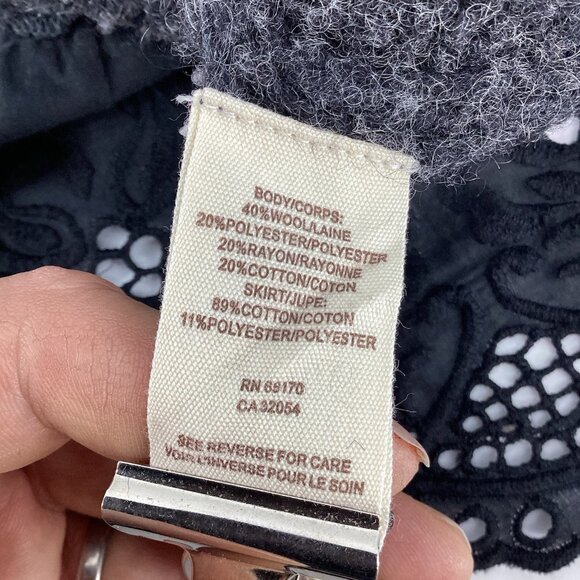 BODY/CORPS:
40%WOOL/LAINE
20%POLYESTER/POLYESTER
20%RAYON/RAYONNE
20%COTTON/COTON
SKIRT/JUPE:
89%COTTON/COTON
11%POLYESTER/POLYESTER
RN 66170
CA 32054
SEE REVERSE FOR CARE
VOIR L'INVERSE POUR LE SOIN